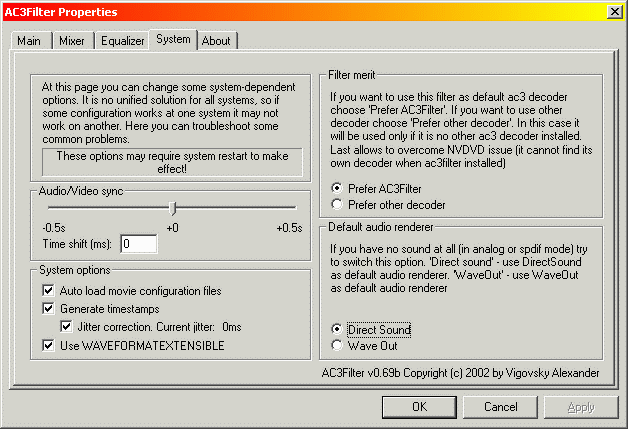 AC3Filter Properties
Main
Mixer
Equalizer
System
About
At this page you can change some system-dependent
options. It is no unified solution for all systems, so if
some configuration works at one system it may not
work on another. Here you can troubleshoot some
common problems.
These options may require system restart to make
effect!
Audio/Video sync
-0.5s
+0
+0.5s
Time shift (ms):
0
System options
Auto load movie configuration files
Generate timestamps
Jitter correction. Current jitter: 0ms
Use WAVEFORMATEXTENSIBLE
Filter merit
If you want to use this filter as default ac3 decoder
choose 'Prefer AC3Filter'. If you want to use other
decoder choose 'Prefer other decoder'. In this case it
will be used only if it is no other ac3 decoder installed.
Last allows to overcome NVDVD issue (it cannot find
its own decoder when ac3filter installed)
Prefer AC3Filter
Prefer other decoder
Default audio renderer
If you have no sound at all (in analog or spdif mode) try
to switch this option. 'Direct sound' - use DirectSound
as default audio renderer. 'WaveOut' - use WaveOut
as default audio renderer
Direct Sound
Wave Out
AC3Filter v0.69b Copyright (c) 2002 by Vigovsky Alexander
OK
Cancel
Apply